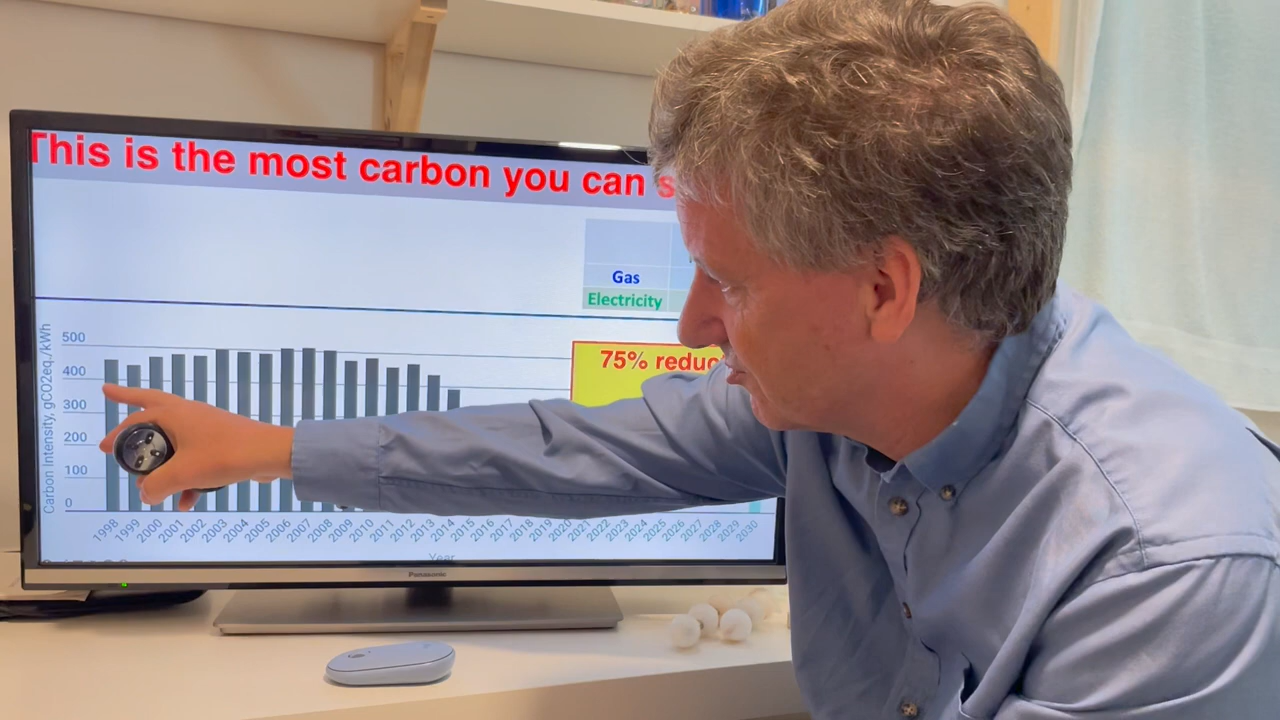 This is the most carbon you can s
Gas
Electricity
75% reduc
Carbon Intensity, gCO2eq./kWh
500
400
300
200
100
0
1998 1999 2000 2001 2002 2003 2004 2005 2006 2007 2008 2009 2010 2011 2012 2013 2014 2015 2016 2017 2018 2019 2020 2021 2022 2023 2024 2025 2026 2027 2028 2029 2030
Year
Panasonic